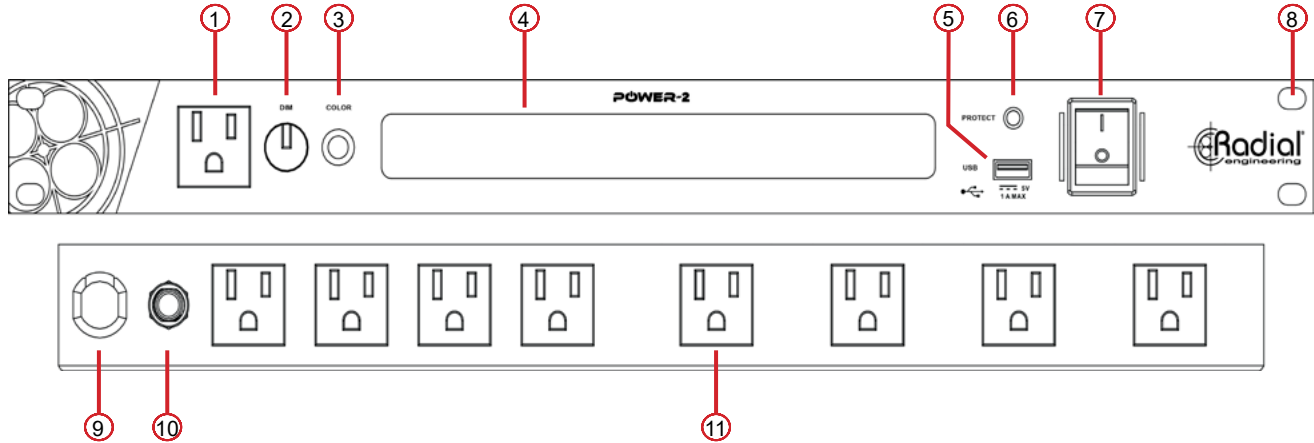 1
2
3
4
5
6
7
8
DIM
COLOR
POWER-2
PROTECT
USB
5V
1 A MAX
Radial
engineering
9
10
11